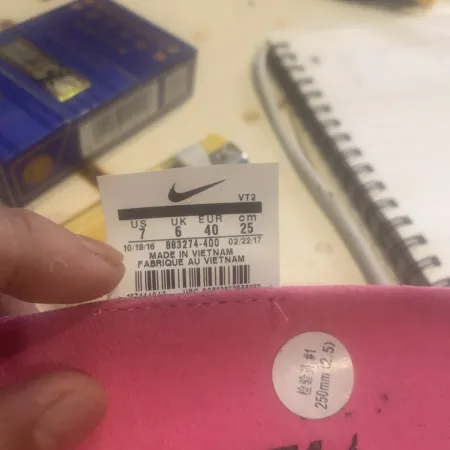 VT2
US UK EUR cm
7 6 40 25
10/19/16 883274-400 02/22/17
MADE IN VIETNAM
FABRIQUE AU VIETNAM
#1
250mm(2.5)